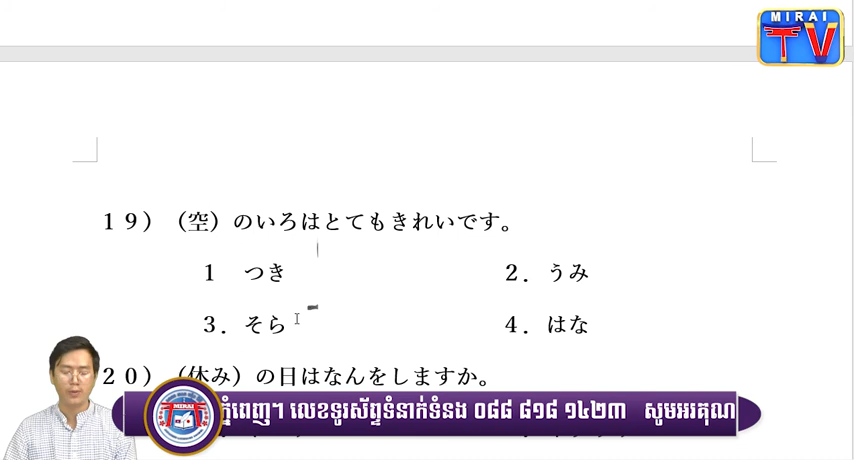 MIRAI
TV
１９）（空）のいろはとてもきれいです。
１　つき　２．うみ
３．そら　４．はな
２０）（休み）の日はなんをしますか。
MIRAI
ភ្នំពេញ។ លេខទូរស័ព្ទទំនាក់ទំនង ០៨៨ ៨១៨ ១៤២៣ សូមអរគុណ